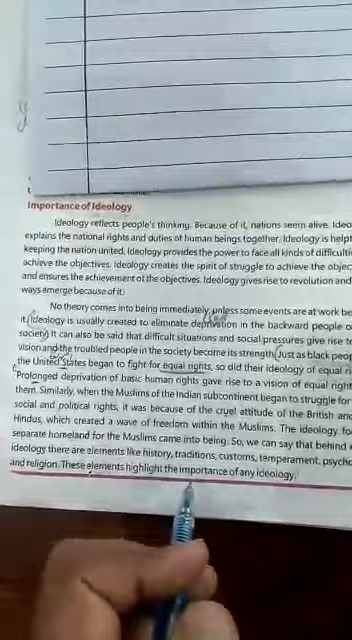 Importance of Ideology
Ideology reflects people's thinking. Because of it, nations seem alive.
explains the national rights and duties of human beings together. Ideology is
keeping the nation united. Ideology provides the power to face all kinds of
achieve the objectives. Ideology creates the spirit of struggle to achieve the
and ensures the achievement of the objectives. Ideology gives rise to revolution and
ways emerge because of it.
No theory comes into being immediately, unless some events are at work
it. Ideology is usually created to eliminate deprivation in the backward people
society. It can also be said that difficult situations and social pressures give rise
vision and the troubled people in the society become its strength. Just as black
the United States began to fight for equal rights, so did their ideology of equal
Prolonged deprivation of basic human rights gave rise to a vision of equal
them. Similarly, when the Muslims of the Indian subcontinent began to struggle
social and political rights, it was because of the cruel attitude of the British
Hindus, which created a wave of freedom within the Muslims. The ideology
separate homeland for the Muslims came into being. So, we can say that behind
ideology there are elements like history, traditions, customs, temperament,
and religion. These elements highlight the importance of any ideology.